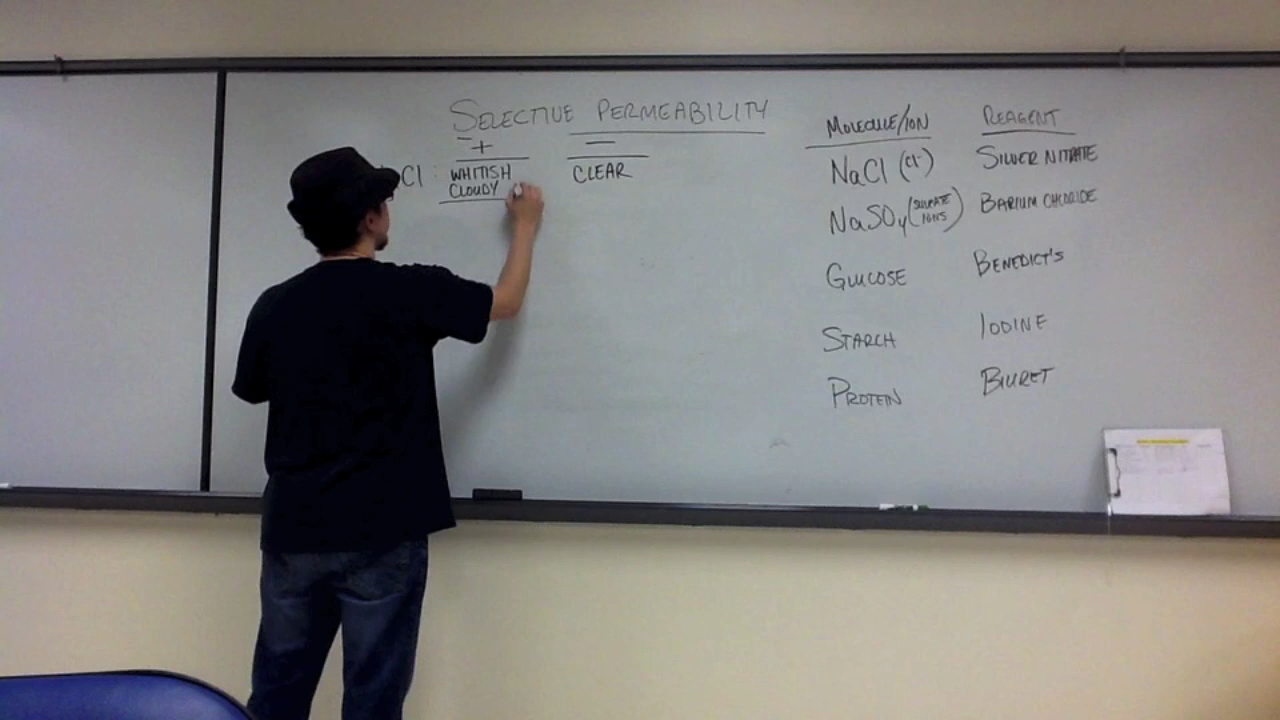 SELECTIVE PERMEABILITY
+ −
Cl : WHITISH CLEAR
CLOUDY
MOLECULE/ION REAGENT
NaCl (Cl-) SILVER NITRATE
NaSO4 (SULFATE IONS) BARIUM CHLORIDE
GLUCOSE BENEDICT'S
STARCH IODINE
PROTEIN BIURET